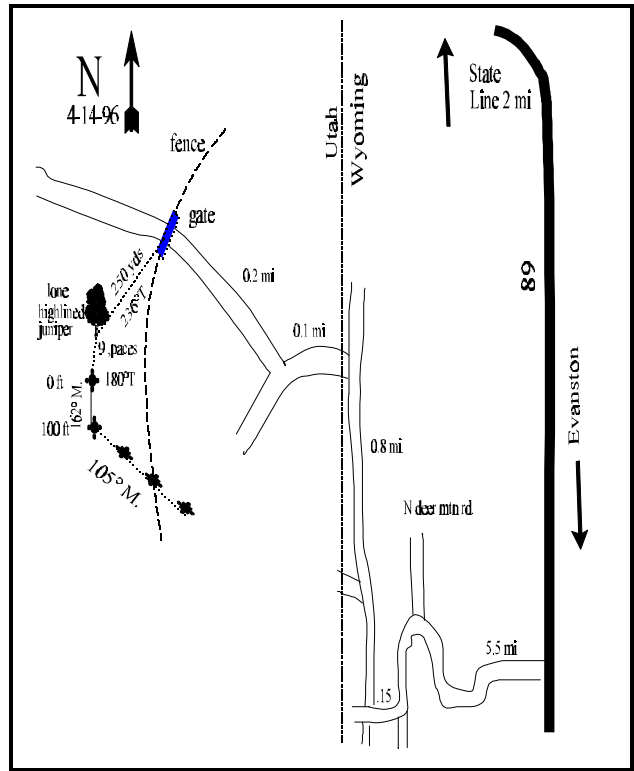 N
4-14-96
fence
gate
Utah
Wyoming
State
Line 2 mi
89
250 yds
236°T
lone
highlined
juniper
9 paces
0 ft
180°T
162° M.
100 ft
105° M.
0.2 mi
0.1 mi
0.8 mi
Evanston
N deer mtn rd.
5.5 mi
.15